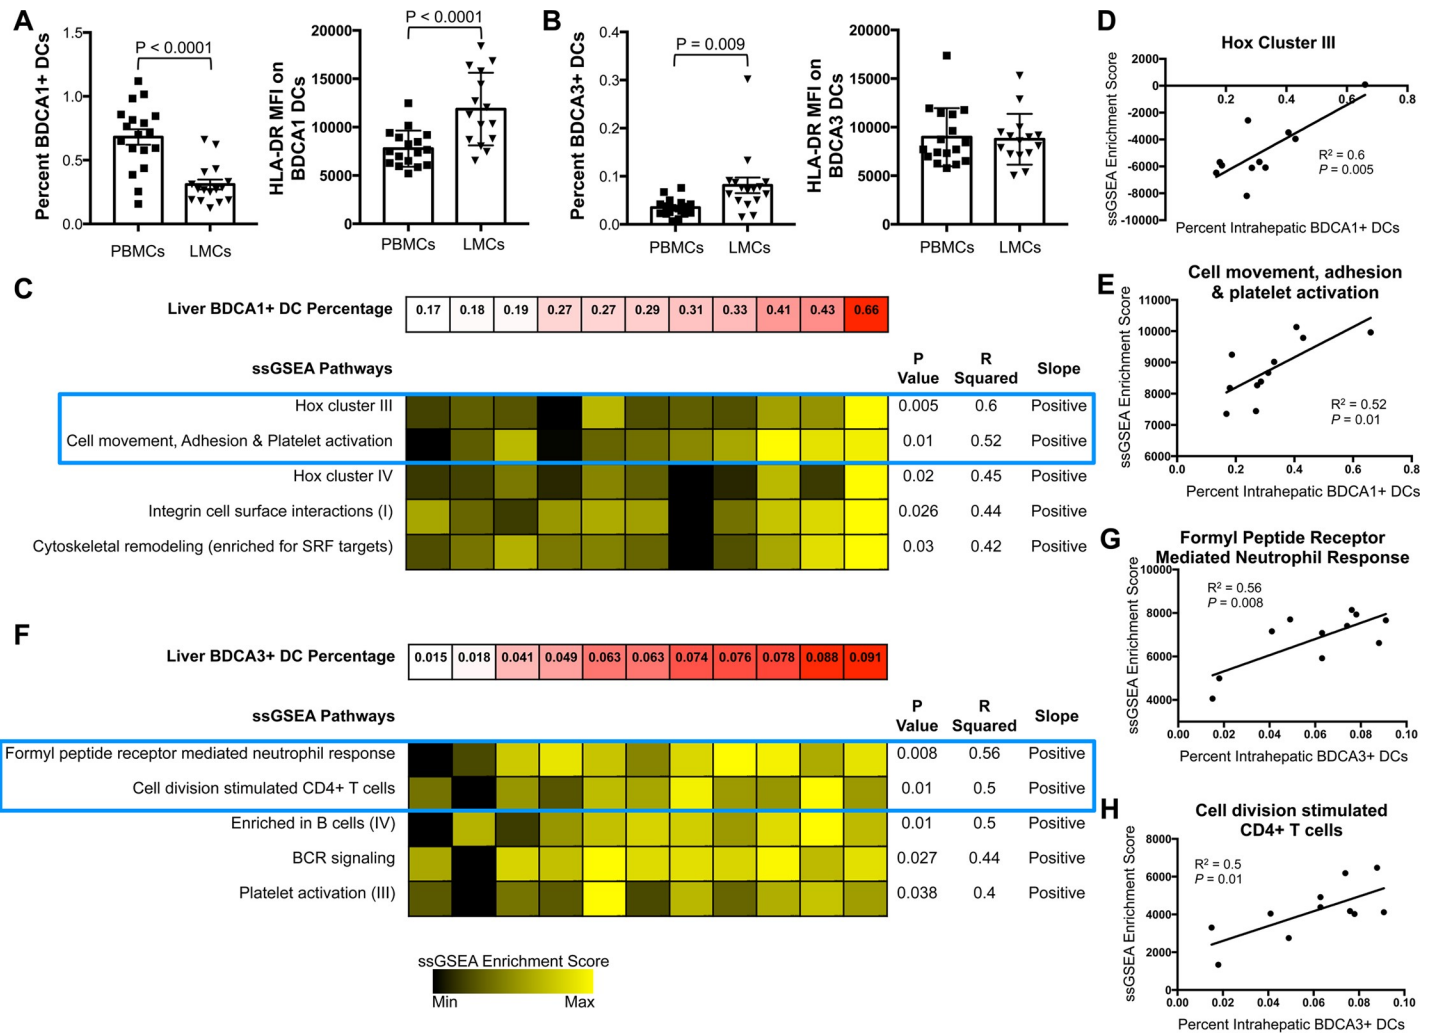 A
Percent BDCA1+ DCs
1.5
1.0
0.5
0.0
P < 0.0001
PBMCs
LMCs
HLA-DR MFI on
BDCA1 DCs
20000
15000
10000
5000
0
P < 0.0001
PBMCs
LMCs
B
Percent BDCA3+ DCs
0.4
0.3
0.2
0.1
0.0
P = 0.009
PBMCs
LMCs
HLA-DR MFI on
BDCA3 DCs
20000
15000
10000
5000
0
PBMCs
LMCs
C
Liver BDCA1+ DC Percentage
0.17 0.18 0.19 0.27 0.27 0.29 0.31 0.33 0.41 0.43 0.66
ssGSEA Pathways
P
Value
R
Squared
Slope
Hox cluster III 0.005 0.6 Positive
Cell movement, Adhesion & Platelet activation 0.01 0.52 Positive
Hox cluster IV 0.02 0.45 Positive
Integrin cell surface interactions (I) 0.026 0.44 Positive
Cytoskeletal remodeling (enriched for SRF targets) 0.03 0.42 Positive
D
Hox Cluster III
ssGSEA Enrichment Score
2000
0
-2000
-4000
-6000
-8000
-10000
0.2 0.4 0.6 0.8
R² = 0.6
P = 0.005
Percent Intrahepatic BDCA1+ DCs
E
Cell movement, adhesion
& platelet activation
ssGSEA Enrichment Score
11000
10000
9000
8000
7000
6000
R² = 0.52
P = 0.01
0.0 0.2 0.4 0.6 0.8
Percent Intrahepatic BDCA1+ DCs
F
Liver BDCA3+ DC Percentage
0.015 0.018 0.041 0.049 0.063 0.063 0.074 0.076 0.078 0.088 0.091
ssGSEA Pathways
P
Value
R
Squared
Slope
Formyl peptide receptor mediated neutrophil response 0.008 0.56 Positive
Cell division stimulated CD4+ T cells 0.01 0.5 Positive
Enriched in B cells (IV) 0.01 0.5 Positive
BCR signaling 0.027 0.44 Positive
Platelet activation (III) 0.038 0.4 Positive
ssGSEA Enrichment Score
Min Max
G
Formyl Peptide Receptor
Mediated Neutrophil Response
ssGSEA Enrichment Score
10000
8000
6000
4000
R² = 0.56
P = 0.008
0.00 0.02 0.04 0.06 0.08 0.10
Percent Intrahepatic BDCA3+ DCs
H
Cell division stimulated
CD4+ T cells
ssGSEA Enrichment Score
8000
6000
4000
2000
0
R² = 0.5
P = 0.01
0.00 0.02 0.04 0.06 0.08 0.10
Percent Intrahepatic BDCA3+ DCs